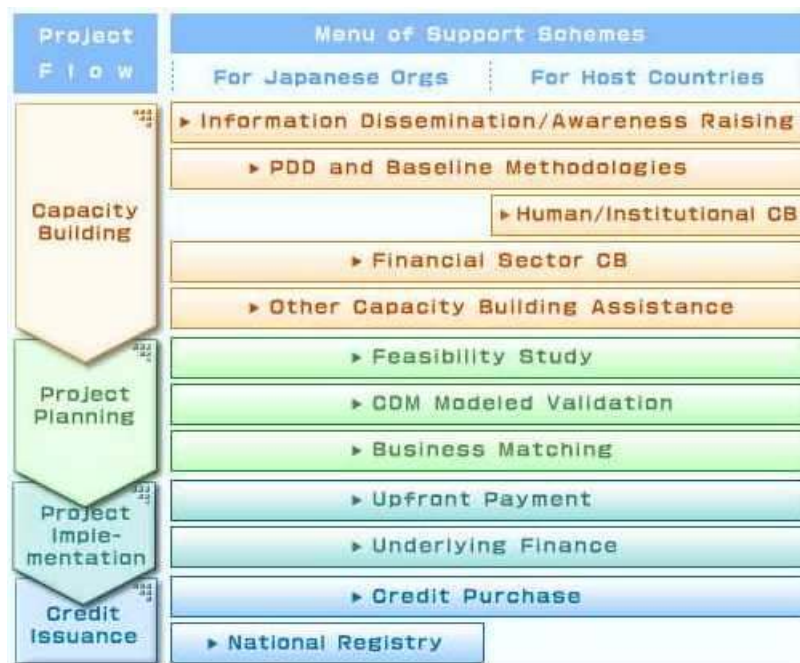 Project
Flow
Menu of Support Schemes
For Japanese Orgs
For Host Countries
Capacity
Building
Information Dissemination/Awareness Raising
PDD and Baseline Methodologies
Human/Institutional CB
Financial Sector CB
Other Capacity Building Assistance
Project
Planning
Feasibility Study
CDM Modeled Validation
Business Matching
Project
Imple-
mentation
Upfront Payment
Underlying Finance
Credit
Issuance
Credit Purchase
National Registry